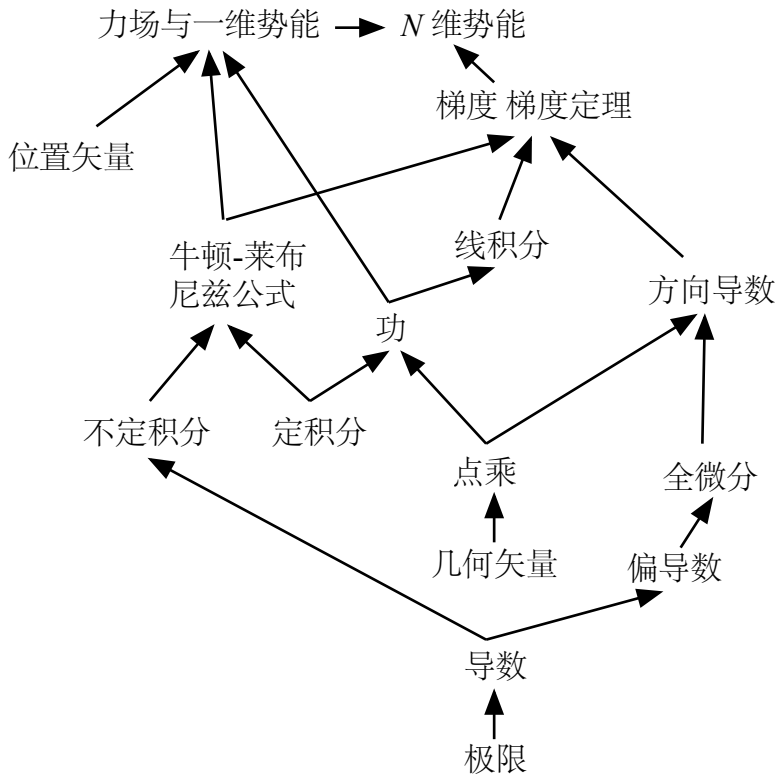 力场与一维势能
N 维势能
梯度 梯度定理
位置矢量
线积分
牛顿-莱布
尼兹公式
方向导数
功
不定积分
定积分
点乘
全微分
几何矢量
偏导数
导数
极限